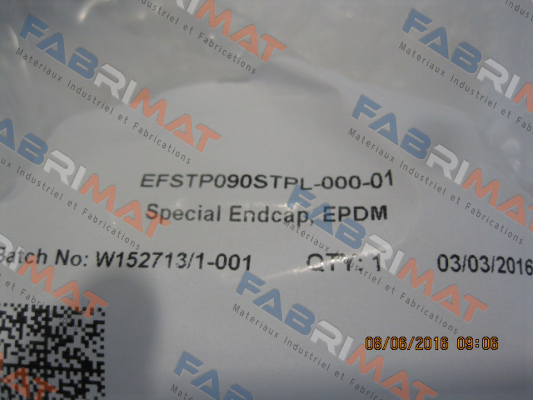 FABRIMAT
Materiaux Industriel et Fabrications
EFSTP090STPL-000-01
Special Endcap, EPDM
Batch No: W152713/1-001 QTY: 1 03/03/2016
06/06/2016 09:06